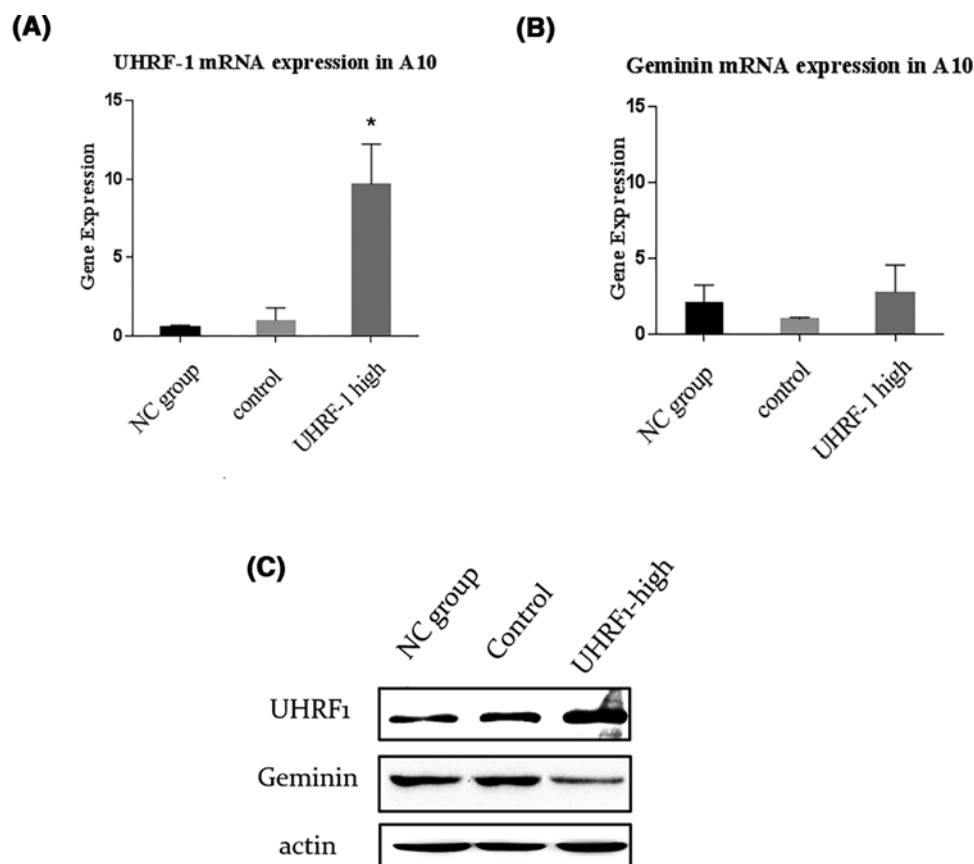 (A)
UHRF-1 mRNA expression in A10
Gene Expression
15
10
5
0
*
NC group
control
UHRF-1 high
(B)
Geminin mRNA expression in A10
Gene Expression
15
10
5
0
NC group
control
UHRF-1 high
(C)
NC group
Control
UHRF1-high
UHRF1
Geminin
actin